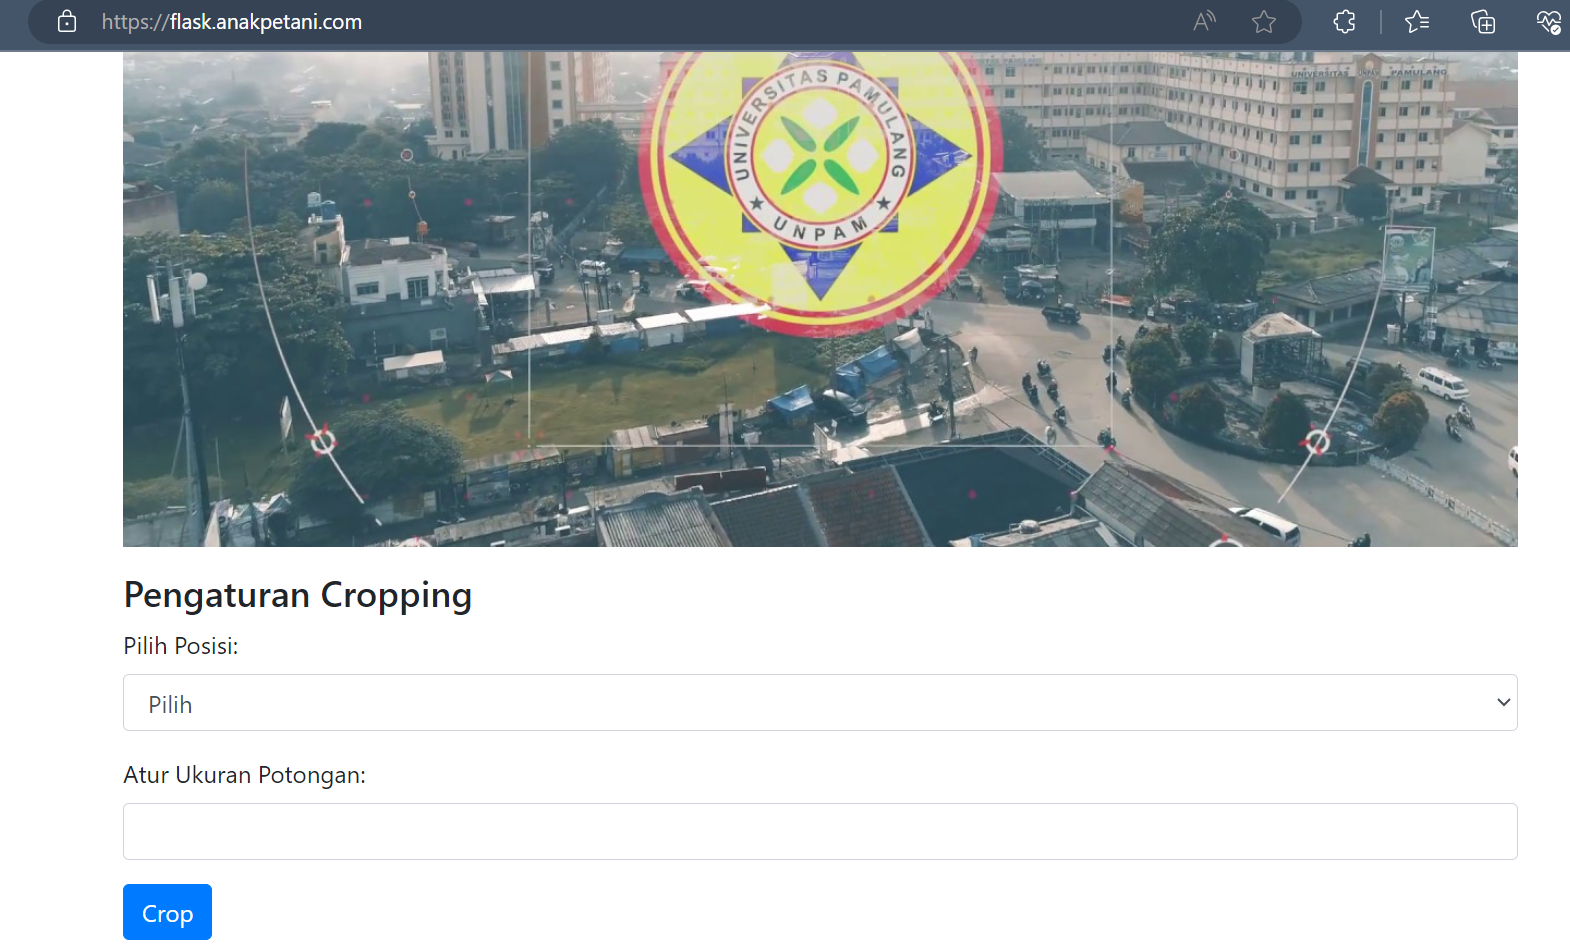 https://flask.anakpetani.com
UNIVERSITAS PAMULANG
UNPAM
UNIVERSITAS PAMULANG
Pengaturan Cropping
Pilih Posisi:
Pilih
Atur Ukuran Potongan:
Crop